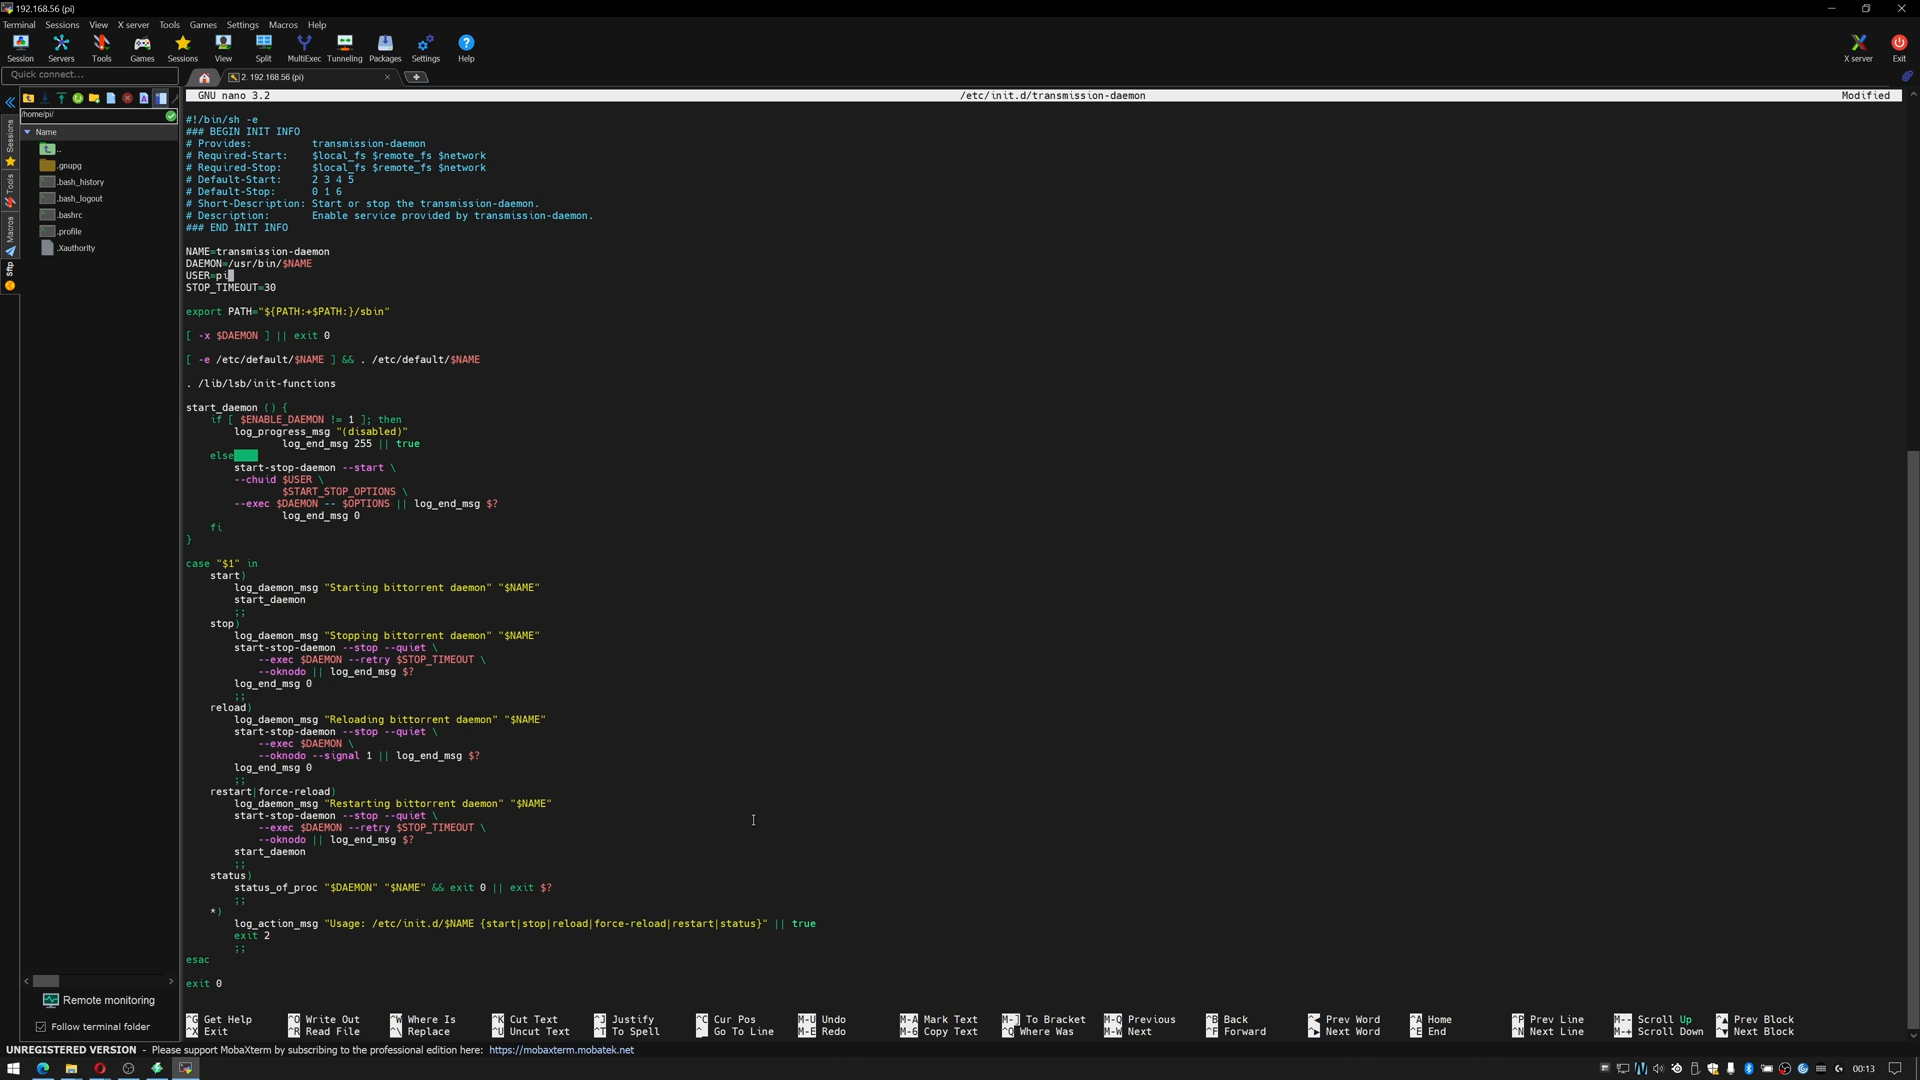 192.168.56 (pi)
Terminal Sessions View X server Tools Games Settings Macros Help
Session Servers Tools Games Sessions View Split MultiExec Tunneling Packages Settings Help X server Exit
Quick connect...
2. 192.168.56 (pi)
/home/pi/
Name
..
.gnupg
.bash_history
.bash_logout
.bashrc
.profile
.Xauthority
Sessions
Tools
Macros
Sftp
GNU nano 3.2 /etc/init.d/transmission-daemon Modified
#!/bin/sh -e
### BEGIN INIT INFO
# Provides: transmission-daemon
# Required-Start: $local_fs $remote_fs $network
# Required-Stop: $local_fs $remote_fs $network
# Default-Start: 2 3 4 5
# Default-Stop: 0 1 6
# Short-Description: Start or stop the transmission-daemon.
# Description: Enable service provided by transmission-daemon.
### END INIT INFO
NAME=transmission-daemon
DAEMON=/usr/bin/$NAME
USER=pi
STOP_TIMEOUT=30
export PATH="${PATH:+$PATH:}/sbin"
[ -x $DAEMON ] || exit 0
[ -e /etc/default/$NAME ] && . /etc/default/$NAME
. /lib/lsb/init-functions
start_daemon () {
if [ $ENABLE_DAEMON != 1 ]; then
log_progress_msg "(disabled)"
log_end_msg 255 || true
else
start-stop-daemon --start \
--chuid $USER \
$START_STOP_OPTIONS \
--exec $DAEMON -- $OPTIONS || log_end_msg $?
log_end_msg 0
fi
}
case "$1" in
start)
log_daemon_msg "Starting bittorrent daemon" "$NAME"
start_daemon
;;
stop)
log_daemon_msg "Stopping bittorrent daemon" "$NAME"
start-stop-daemon --stop --quiet \
--exec $DAEMON --retry $STOP_TIMEOUT \
--oknodo || log_end_msg $?
log_end_msg 0
;;
reload)
log_daemon_msg "Reloading bittorrent daemon" "$NAME"
start-stop-daemon --stop --quiet \
--exec $DAEMON \
--oknodo --signal 1 || log_end_msg $?
log_end_msg 0
;;
restart|force-reload)
log_daemon_msg "Restarting bittorrent daemon" "$NAME"
start-stop-daemon --stop --quiet \
--exec $DAEMON --retry $STOP_TIMEOUT \
--oknodo || log_end_msg $?
start_daemon
;;
status)
status_of_proc "$DAEMON" "$NAME" && exit 0 || exit $?
;;
*)
log_action_msg "Usage: /etc/init.d/$NAME {start|stop|reload|force-reload|restart|status}" || true
exit 2
;;
esac
exit 0
Remote monitoring
Follow terminal folder
^G Get Help ^O Write Out ^W Where Is ^K Cut Text ^J Justify ^C Cur Pos M-U Undo M-A Mark Text M-] To Bracket M-Q Previous ^B Back ^◄ Prev Word ^A Home ^P Prev Line M-- Scroll Up ^▲ Prev Block
^X Exit ^R Read File ^\ Replace ^U Uncut Text ^T To Spell ^_ Go To Line M-E Redo M-6 Copy Text ^Q Where Was M-W Next ^F Forward ^► Next Word ^E End ^N Next Line M-+ Scroll Down ^▼ Next Block
UNREGISTERED VERSION - Please support MobaXterm by subscribing to the professional edition here: https://mobaxterm.mobatek.net
00:13